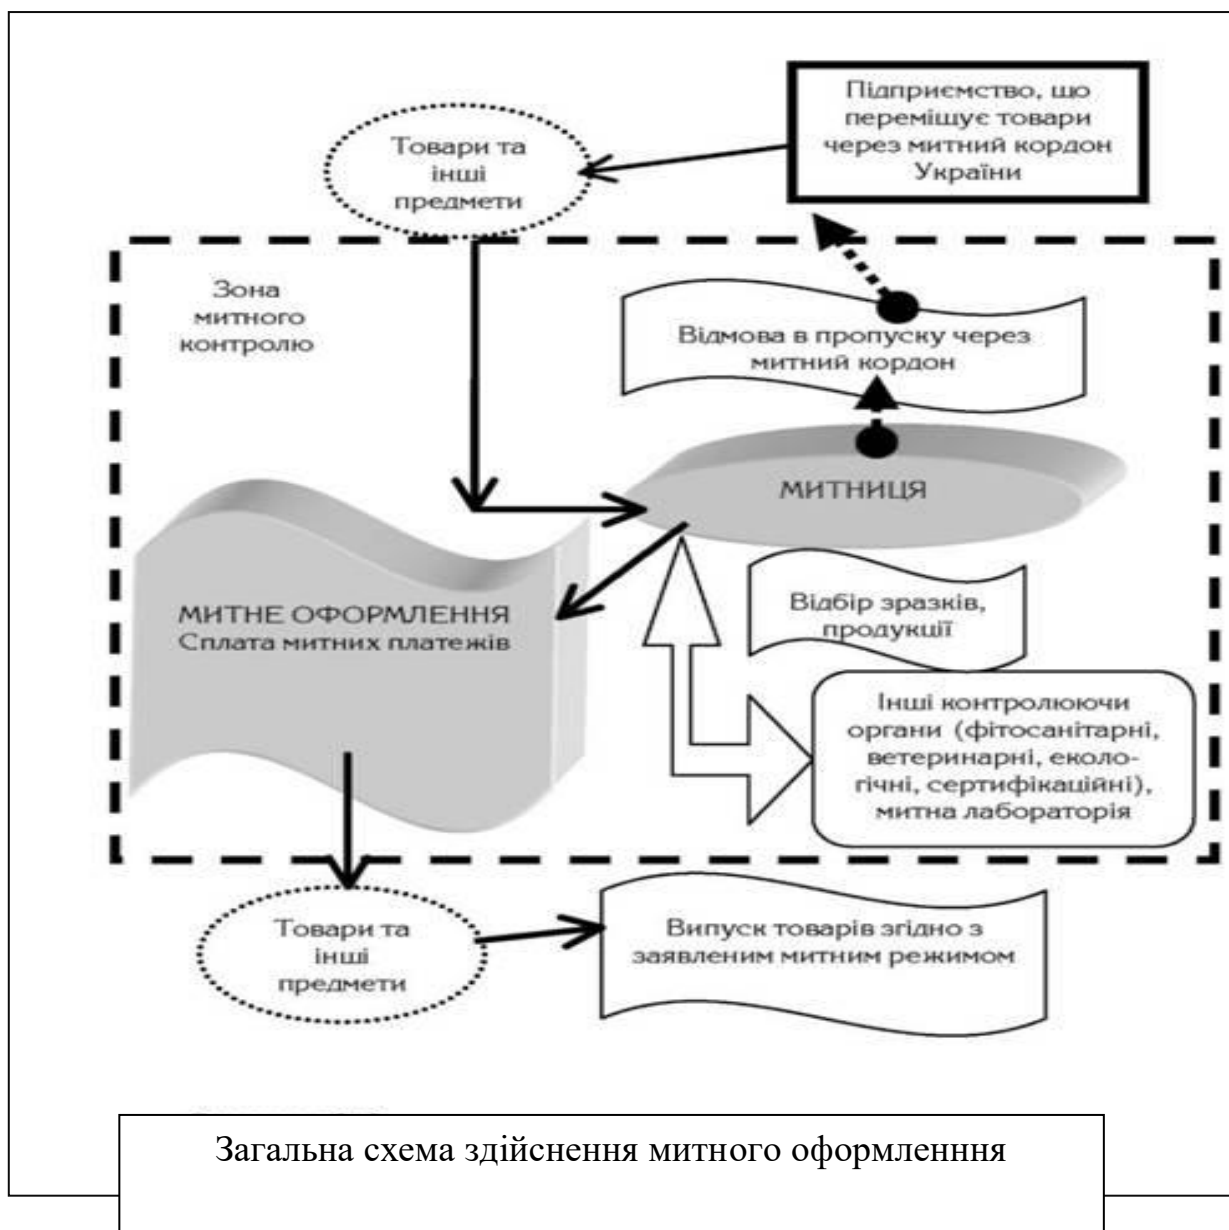 Підприємство, що
переміщує товари
через митний кордон
України
Товари та
інші
предмети
Зона
митного
контролю
Відмова в пропуску через
митний кордон
МИТНИЦЯ
МИТНЕ ОФОРМЛЕННЯ
Сплата митних платежів
Відбір зразків,
продукції
Інші контролюючи
органи (фітосанітарні,
ветеринарні, еколо-
гічні, сертифікаційні),
митна лабораторія
Товари та
інші
предмети
Випуск товарів згідно з
заявленим митним режимом
Загальна схема здійснення митного оформленння